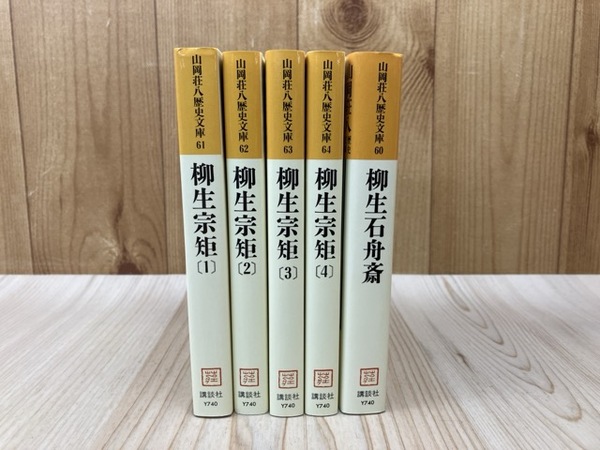 山岡荘八歴史文庫 61
柳生宗矩〔1〕
講談社
Y740
山岡荘八歴史文庫 62
柳生宗矩〔2〕
講談社
Y740
山岡荘八歴史文庫 63
柳生宗矩〔3〕
講談社
Y740
山岡荘八歴史文庫 64
柳生宗矩〔4〕
講談社
Y740
山岡荘八歴史文庫 60
柳生石舟斎
講談社
Y740